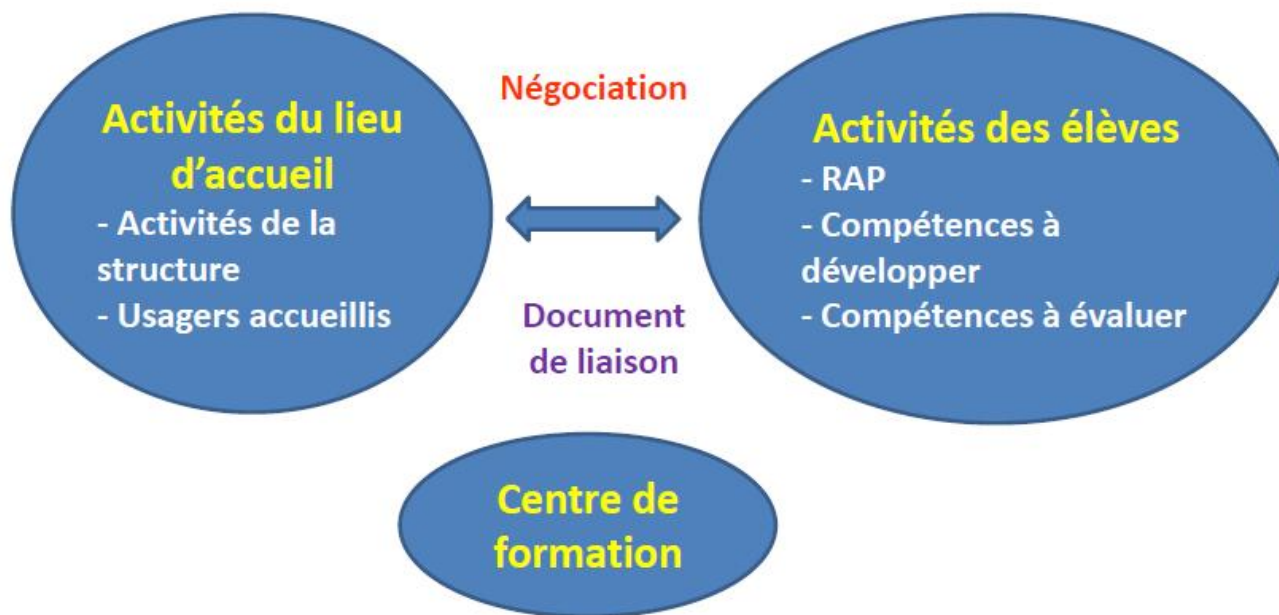 Activités du lieu
d’accueil
- Activités de la
structure
- Usagers accueillis
Négociation
Document
de liaison
Activités des élèves
- RAP
- Compétences à
développer
- Compétences à évaluer
Centre de
formation